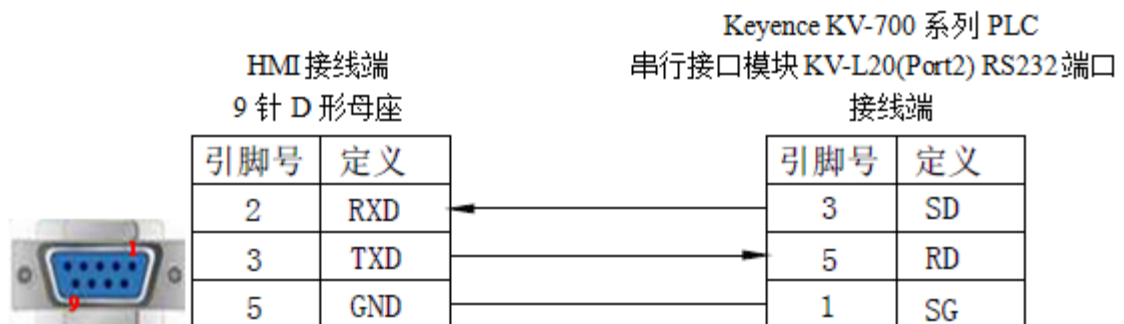 Keyence KV-700 系列 PLC
HMI接线端
串行接口模块KV-L20(Port2) RS232端口
9 针 D 形母座
接线端
引脚号 定义 引脚号 定义
2 RXD 3 SD
3 TXD 5 RD
5 GND 1 SG
1
9